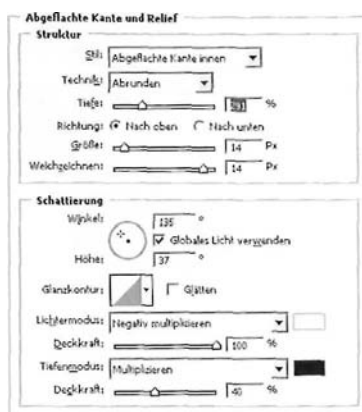 Abgeflachte Kante und Relief
Struktur
Stil: Abgeflachte Kante innen
Technik: Abrunden
Tiefe: %
Richtung: Nach oben Nach unten
Größe: 14 Px
Weichzeichnen: 14 Px
Schattierung
Winkel: 135 °
Globales Licht verwenden
Höhe: 37 °
Glanzkontur: Glätten
Lichtermodus: Negativ multiplizieren
Deckkraft: 100 %
Tiefenmodus: Multiplizieren
Deckkraft: 40 %